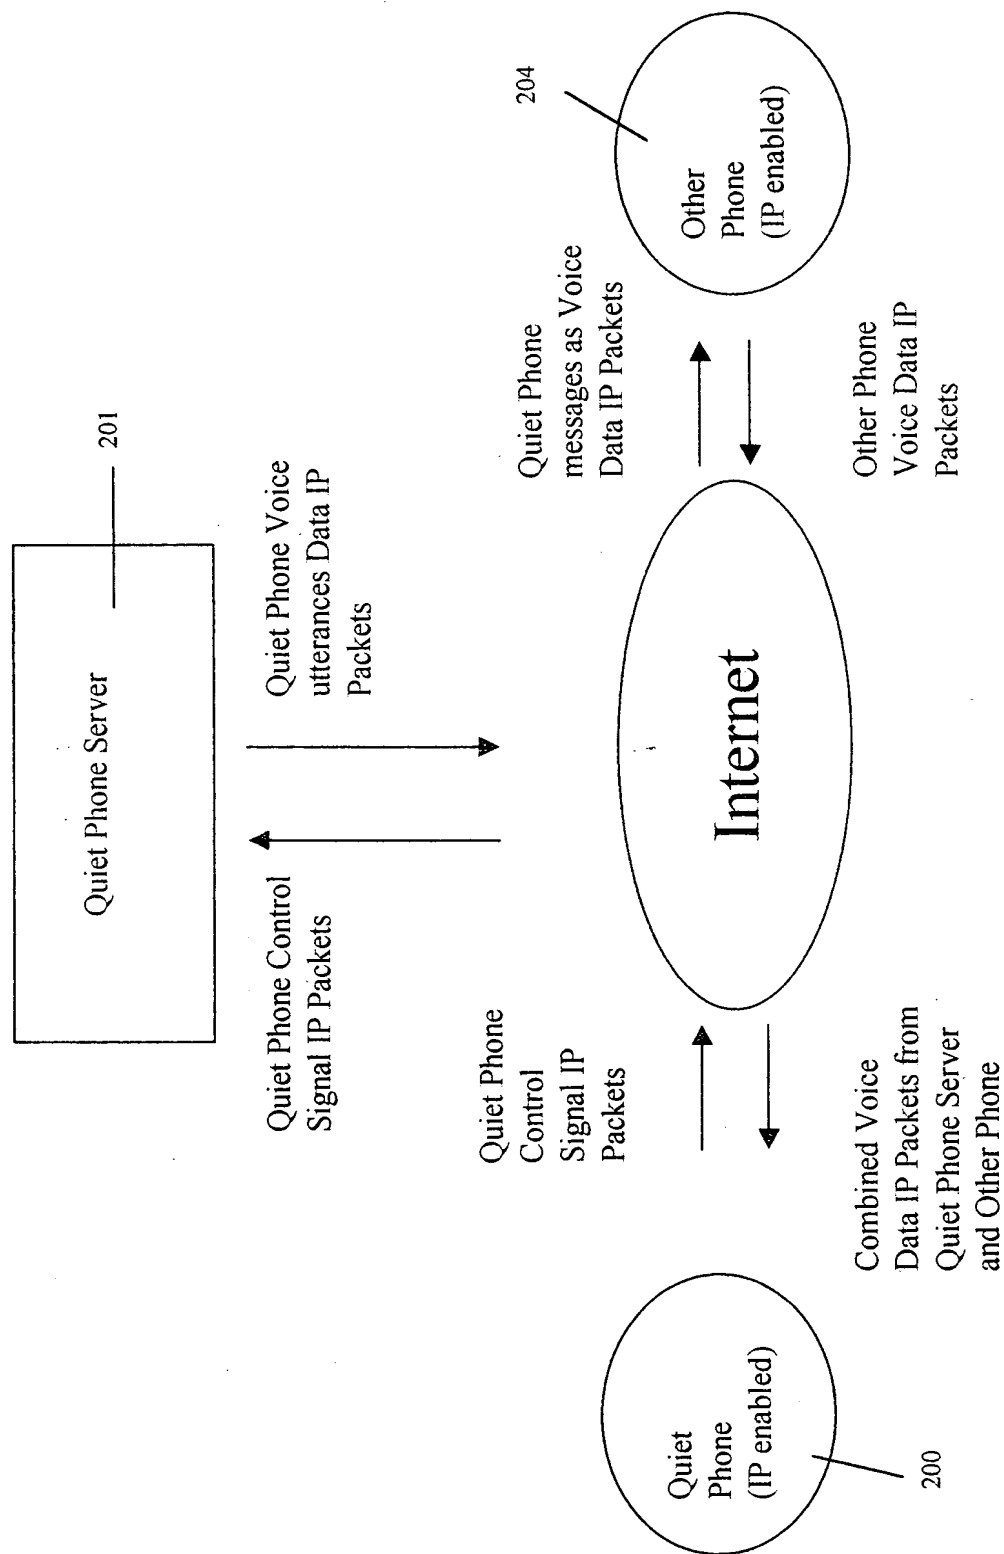 Quiet Phone Server
201
Quiet Phone Control
Signal IP Packets
Quiet Phone Voice
utterances Data IP
Packets
204
Quiet Phone
Control
Signal IP
Packets
Quiet Phone
messages as Voice
Data IP Packets
Quiet
Phone
(IP enabled)
200
Internet
Other
Phone
(IP enabled)
Combined Voice
Data IP Packets from
Quiet Phone Server
and Other Phone
Other Phone
Voice Data IP
Packets